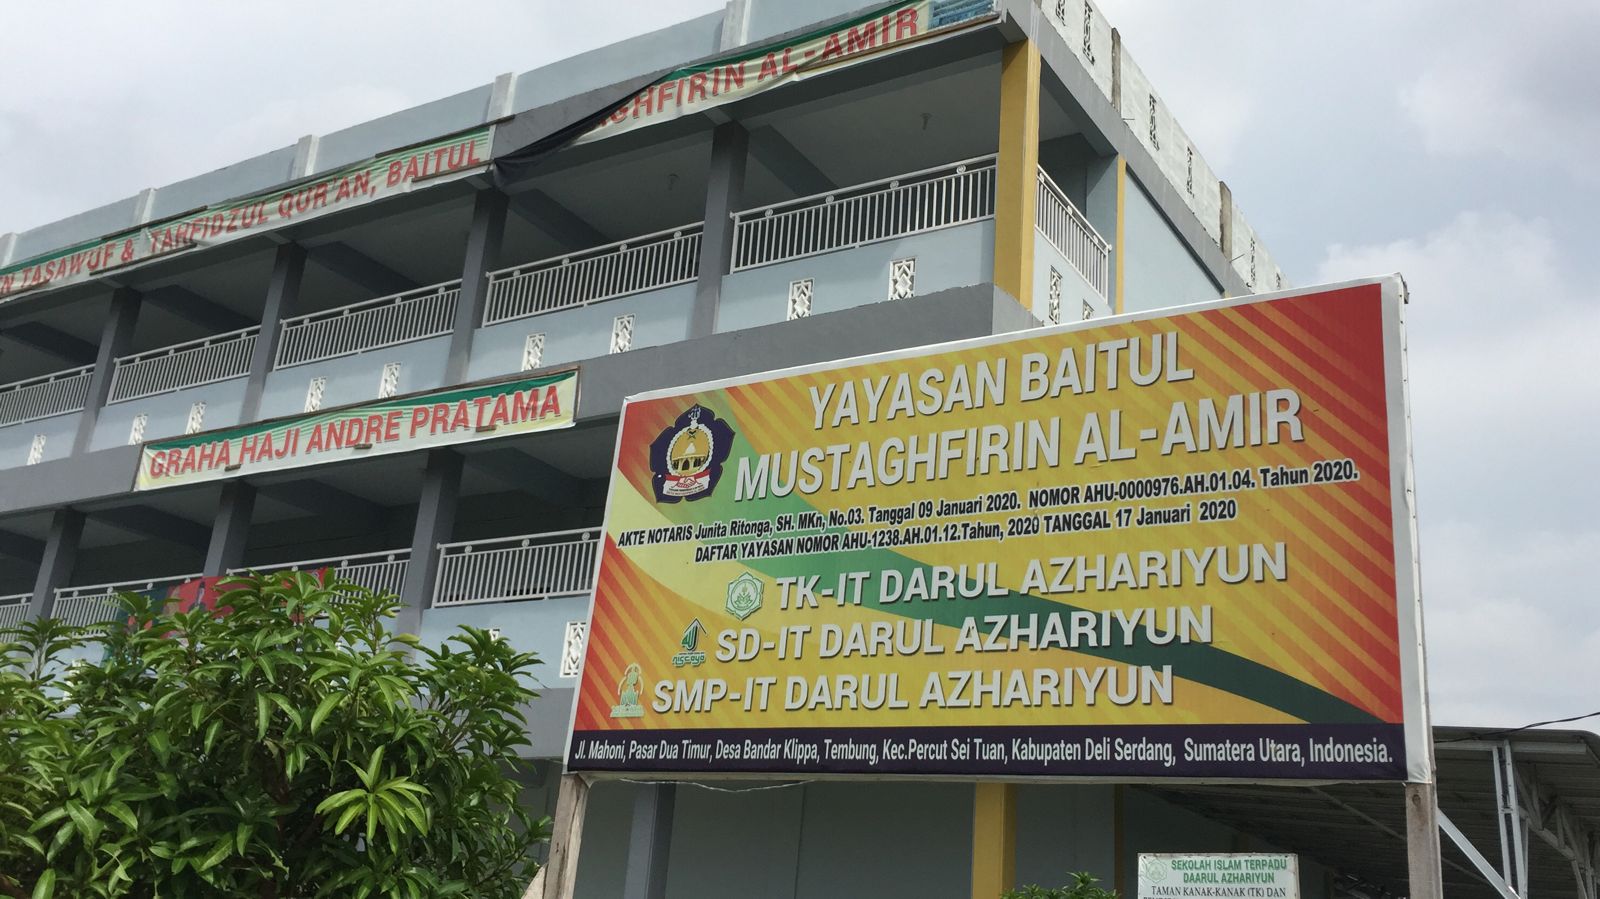 N TASAWUF & TAHFIDZUL QUR'AN, BAITUL
GHFIRIN AL-AMIR
GRAHA HAJI ANDRE PRATAMA
YAYASAN BAITUL
MUSTAGHFIRIN AL-AMIR
AKTE NOTARIS Junita Ritonga, SH. MKn, No.03. Tanggal 09 Januari 2020. NOMOR AHU-0000976.AH.01.04. Tahun 2020.
DAFTAR YAYASAN NOMOR AHU-1238.AH.01.12.Tahun, 2020 TANGGAL 17 Januari 2020
TK-IT DARUL AZHARIYUN
SD-IT DARUL AZHARIYUN
SMP-IT DARUL AZHARIYUN
Jl. Mahoni, Pasar Dua Timur, Desa Bandar Klippa, Tembung, Kec.Percut Sei Tuan, Kabupaten Deli Serdang, Sumatera Utara, Indonesia.
SEKOLAH ISLAM TERPADU
DAARUL AZHARIYUN
TAMAN KANAK-KANAK (TK) DAN